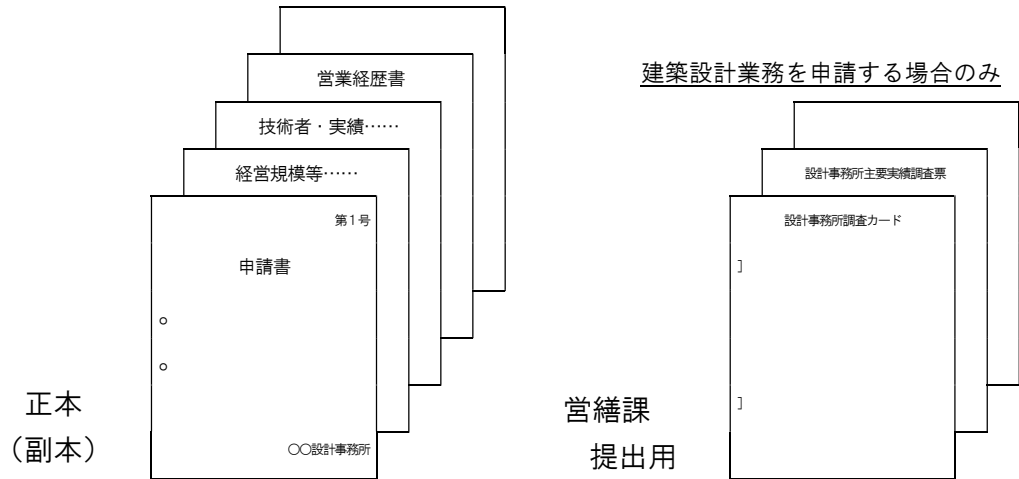 営業経歴書
技術者・実績……
経営規模等……
第1号
申請書
〇〇設計事務所
正本
（副本）
建築設計業務を申請する場合のみ
設計事務所主要実績調査票
設計事務所調査カード
営繕課
提出用